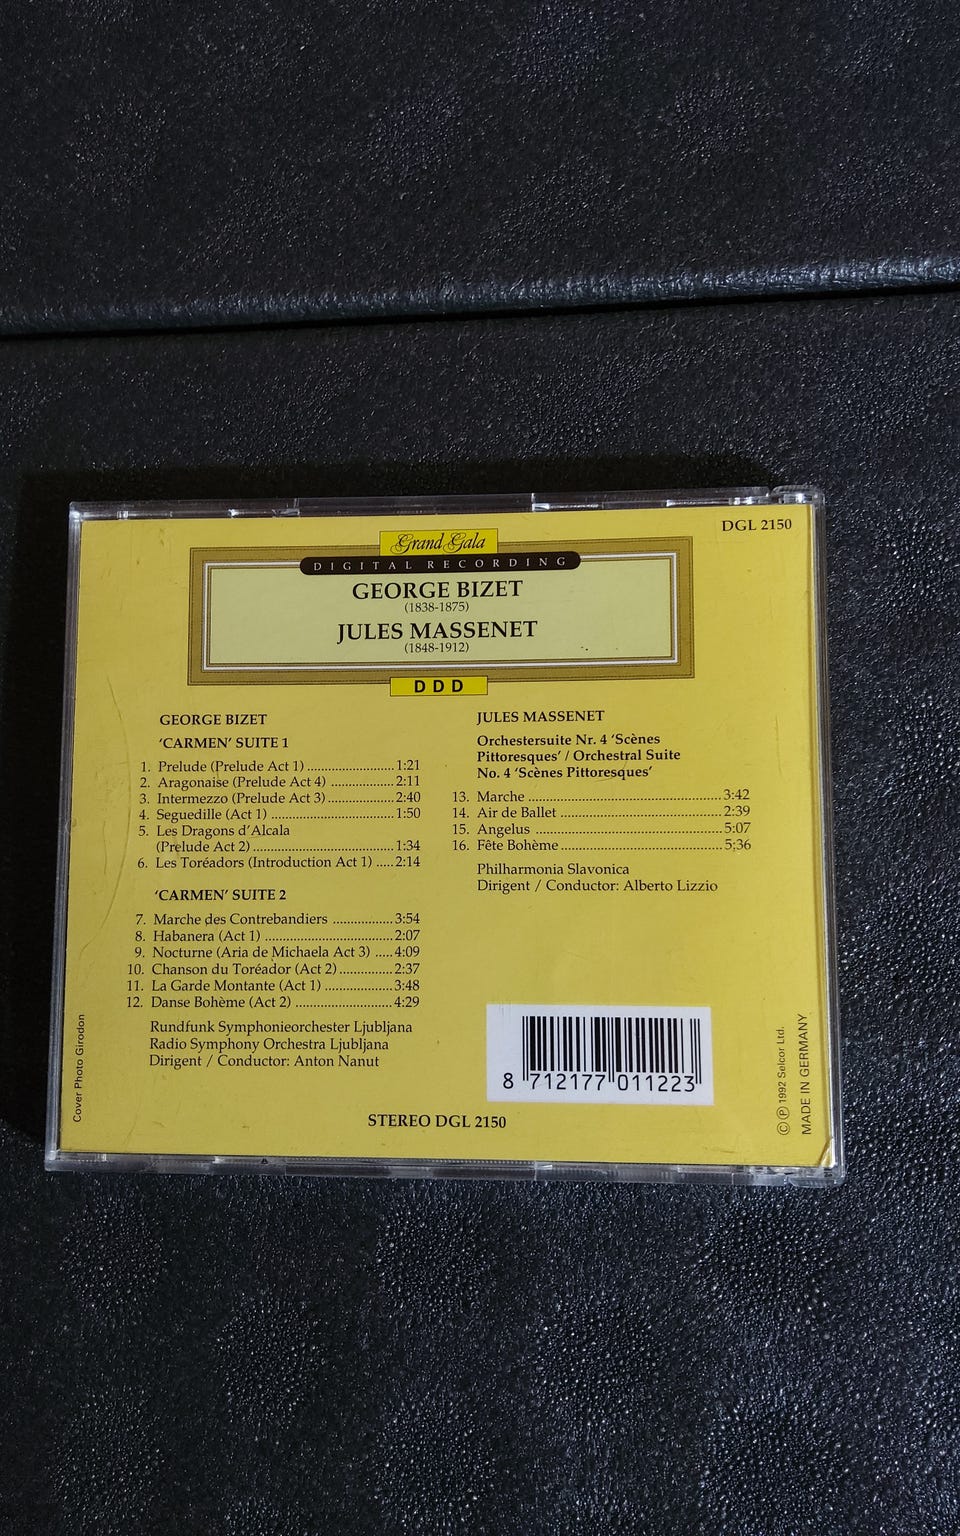 DGL 2150
Grand Gala
DIGITAL RECORDING
GEORGE BIZET
(1838-1875)
JULES MASSENET
(1848-1912)
DDD
GEORGE BIZET
'CARMEN' SUITE 1
1. Prelude (Prelude Act 1) ........................1:21
2. Aragonaise (Prelude Act 4) .................2:11
3. Intermezzo (Prelude Act 3) ..................2:40
4. Seguedille (Act 1) ..................................1:50
5. Les Dragons d'Alcala
(Prelude Act 2) .......................................1:34
6. Les Toréadors (Introduction Act 1) .....2:14
'CARMEN' SUITE 2
7. Marche des Contrebandiers ................3:54
8. Habanera (Act 1) ...................................2:07
9. Nocturne (Aria de Michaela Act 3) .....4:09
10. Chanson du Toréador (Act 2) ..............2:37
11. La Garde Montante (Act 1) ...................3:48
12. Danse Bohème (Act 2) ..........................4:29
Rundfunk Symphonieorchester Ljubljana
Radio Symphony Orchestra Ljubljana
Dirigent / Conductor: Anton Nanut
JULES MASSENET
Orchestersuite Nr. 4 'Scènes
Pittoresques' / Orchestral Suite
No. 4 'Scènes Pittoresques'
13. Marche .....................................................3:42
14. Air de Ballet .............................................2:39
15. Angelus ...................................................5:07
16. Fête Bohème .............................................5;36
Philharmonia Slavonica
Dirigent / Conductor: Alberto Lizzio
8 712177 011223
STEREO DGL 2150
Cover Photo Girodon
© ℗ 1992 Selcor Ltd.
MADE IN GERMANY